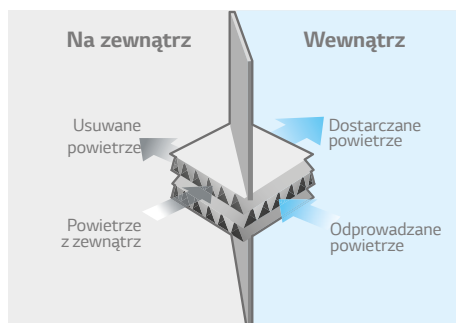 Na zewnątrz
Wewnątrz
Usuwane
powietrze
Dostarczane
powietrze
Powietrze
z zewnątrz
Odprowadzane
powietrze